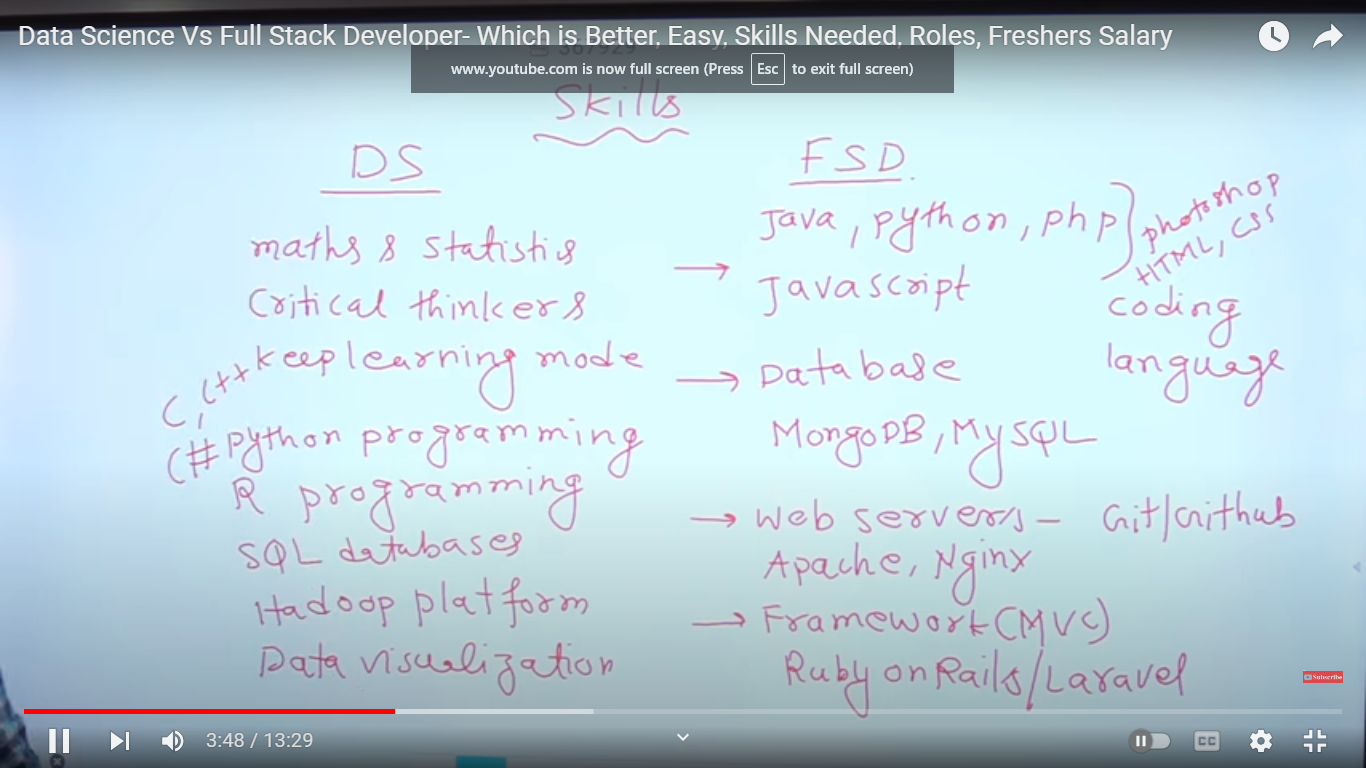 Data Science Vs Full Stack Developer- Which is Better, Easy, Skills Needed, Roles, Freshers Salary
www.youtube.com is now full screen (Press Esc to exit full screen)
Skills
DS
maths & Statistics
Critical thinkers
keep learning mode
C, C++
C# Python programming
R programming
SQL databases
Hadoop platform
Data visualization
FSD
Java, python, php
Javascript
photoshop
HTML, CSS
coding
language
→ Database
MongoDB, MySQL
→ Web servers - Git/Github
Apache, Nginx
→ Framework (MVC)
Ruby on Rails/Laravel
Subscribe
3:48 / 13:29
CC